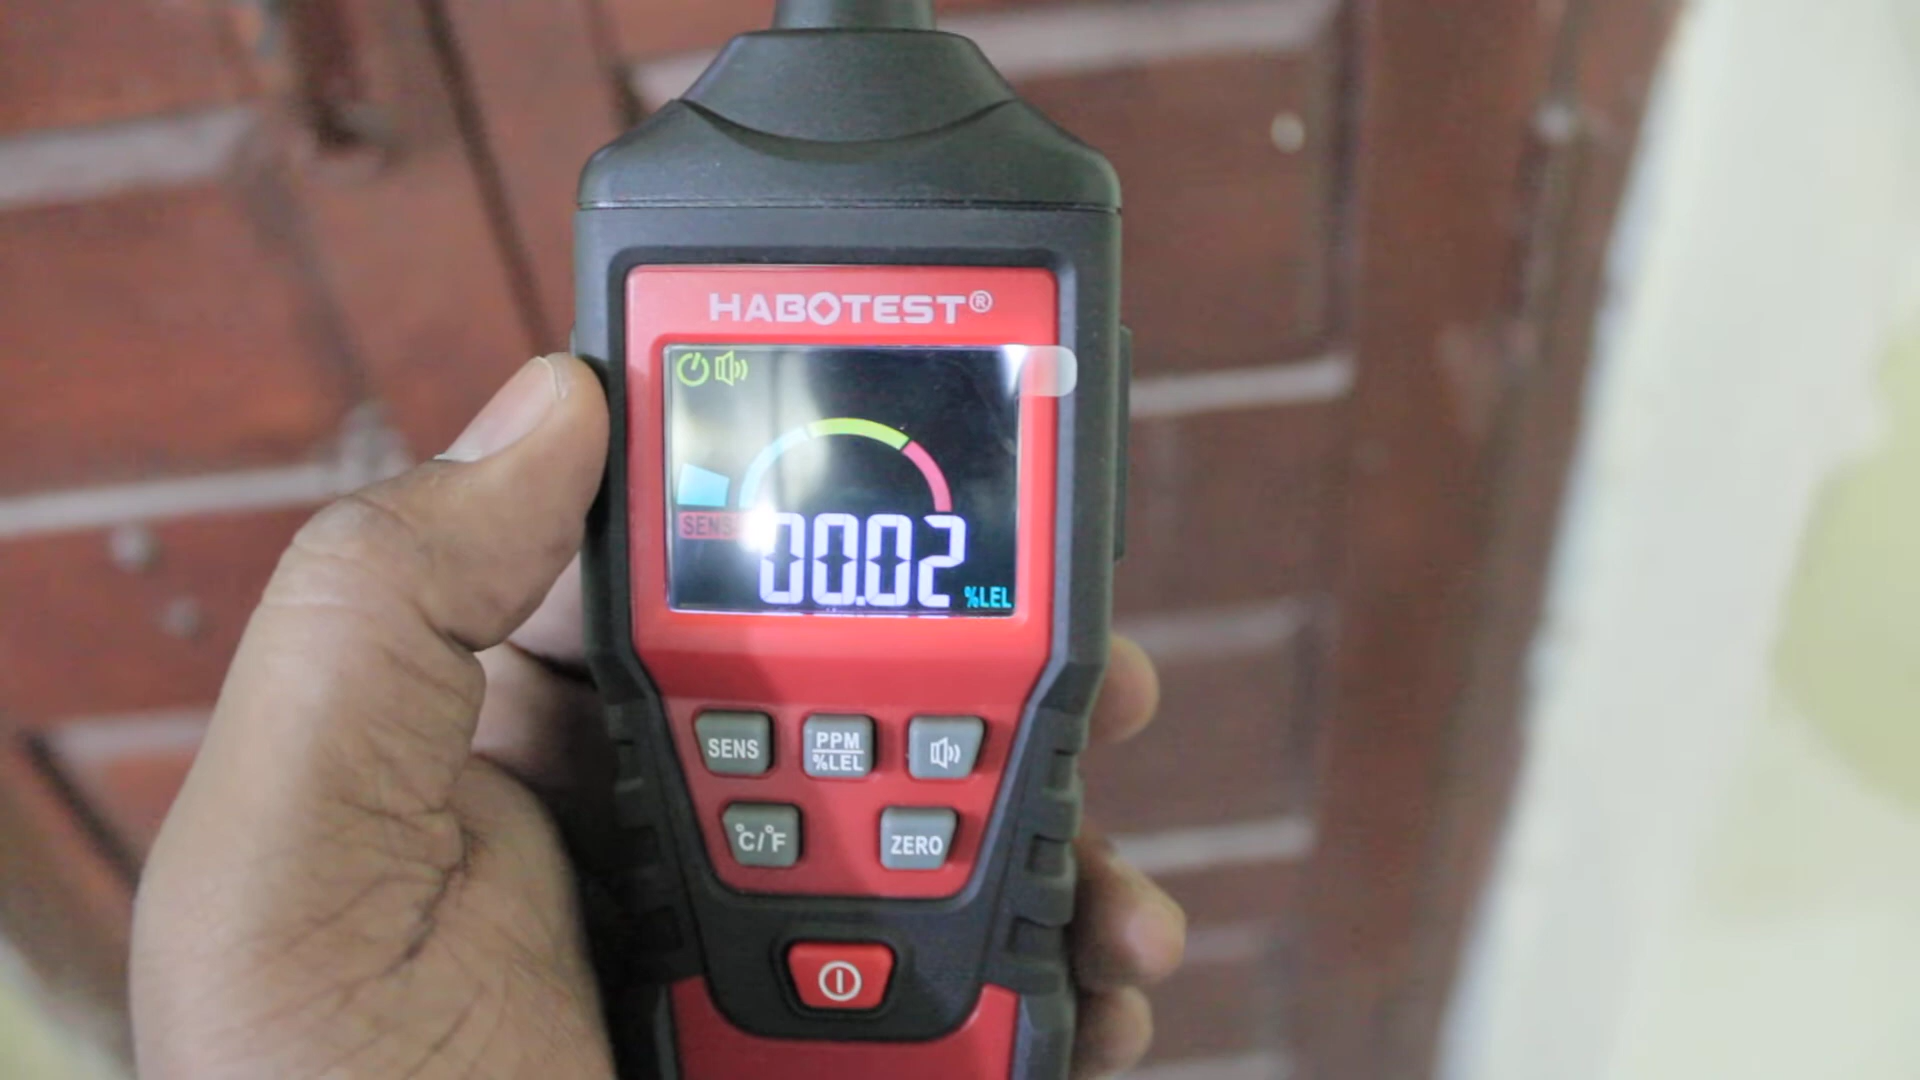 HABOTEST®
SENS
00.02 %LEL
SENS
PPM
%LEL
°C/°F
ZERO